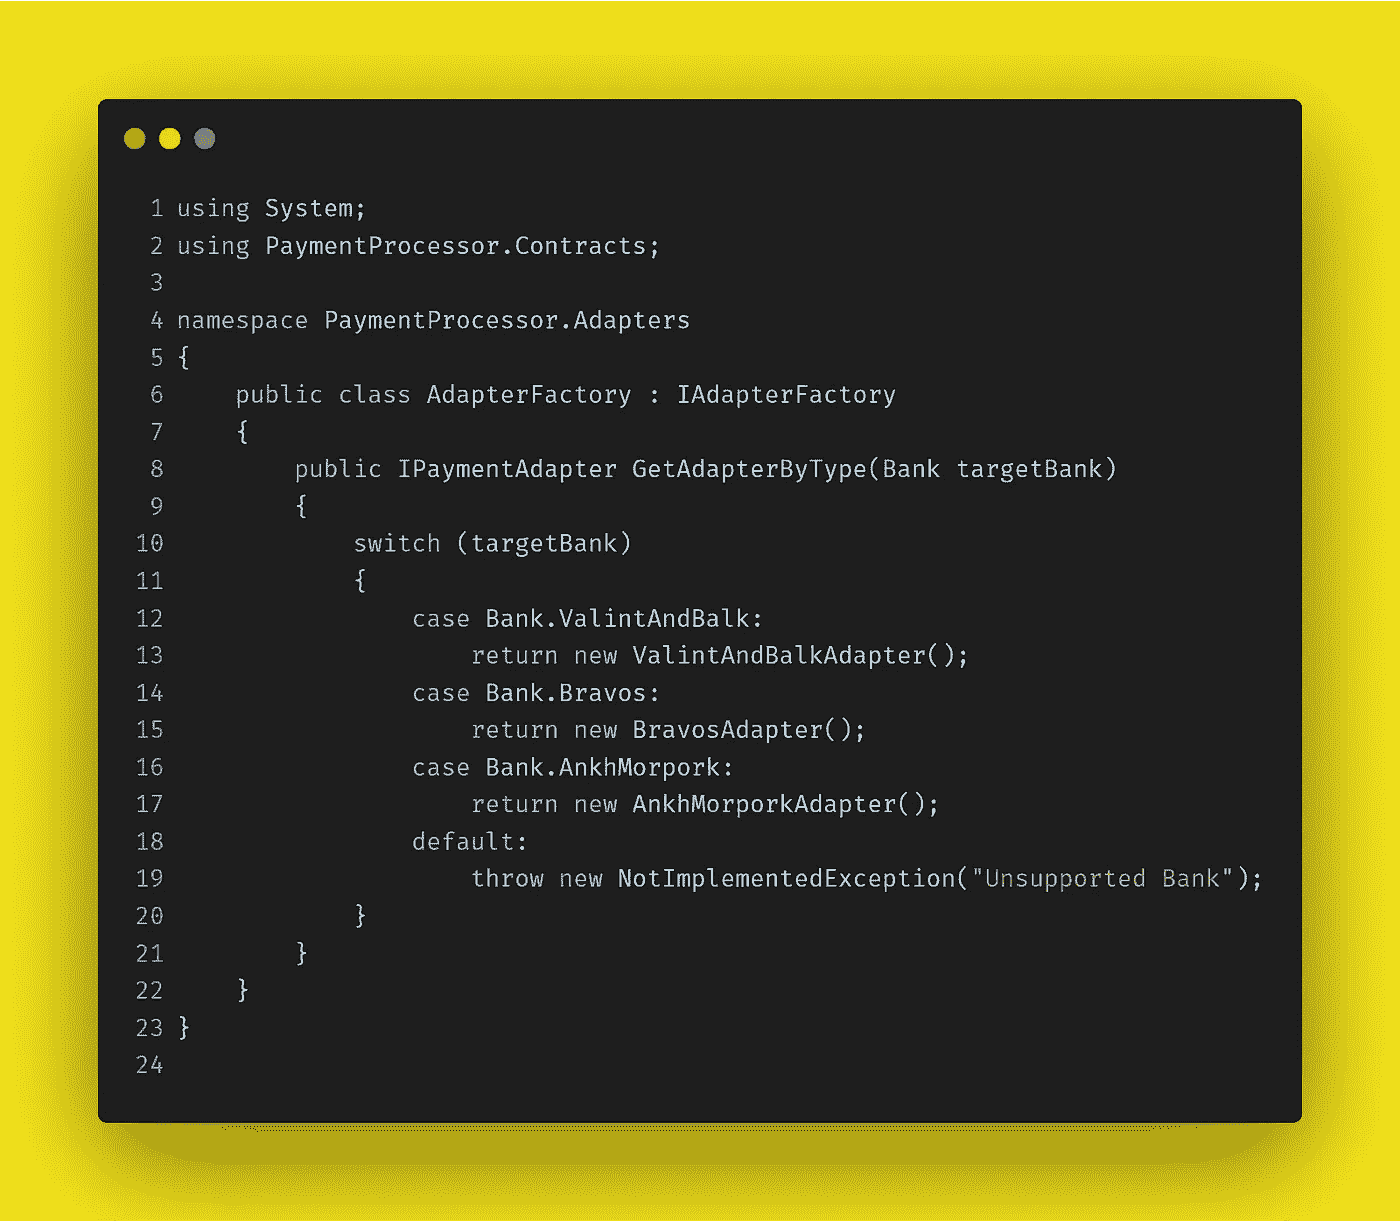 1 using System;
2 using PaymentProcessor.Contracts;
3
4 namespace PaymentProcessor.Adapters
5 {
6     public class AdapterFactory : IAdapterFactory
7     {
8         public IPaymentAdapter GetAdapterByType(Bank targetBank)
9         {
10             switch (targetBank)
11             {
12                 case Bank.ValintAndBalk:
13                     return new ValintAndBalkAdapter();
14                 case Bank.Bravos:
15                     return new BravosAdapter();
16                 case Bank.AnkhMorpork:
17                     return new AnkhMorporkAdapter();
18                 default:
19                     throw new NotImplementedException("Unsupported Bank");
20             }
21         }
22     }
23 }
24